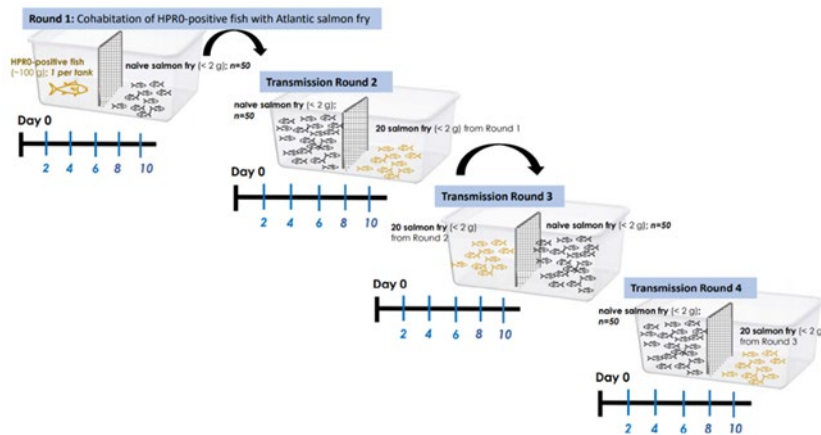 Round 1: Cohabitation of HPR0-positive fish with Atlantic salmon fry
HPR0-positive fish
(~100 g); 1 per tank
naive salmon fry (< 2 g); n=50
Day 0
2 4 6 8 10
Transmission Round 2
naive salmon fry (< 2 g);
n=50
20 salmon fry (< 2 g) from Round 1
Day 0
2 4 6 8 10
Transmission Round 3
20 salmon fry (< 2 g)
from Round 2
naive salmon fry (< 2 g); n=50
Day 0
2 4 6 8 10
Transmission Round 4
naive salmon fry (< 2 g);
n=50
20 salmon fry (< 2 g)
from Round 3
Day 0
2 4 6 8 10